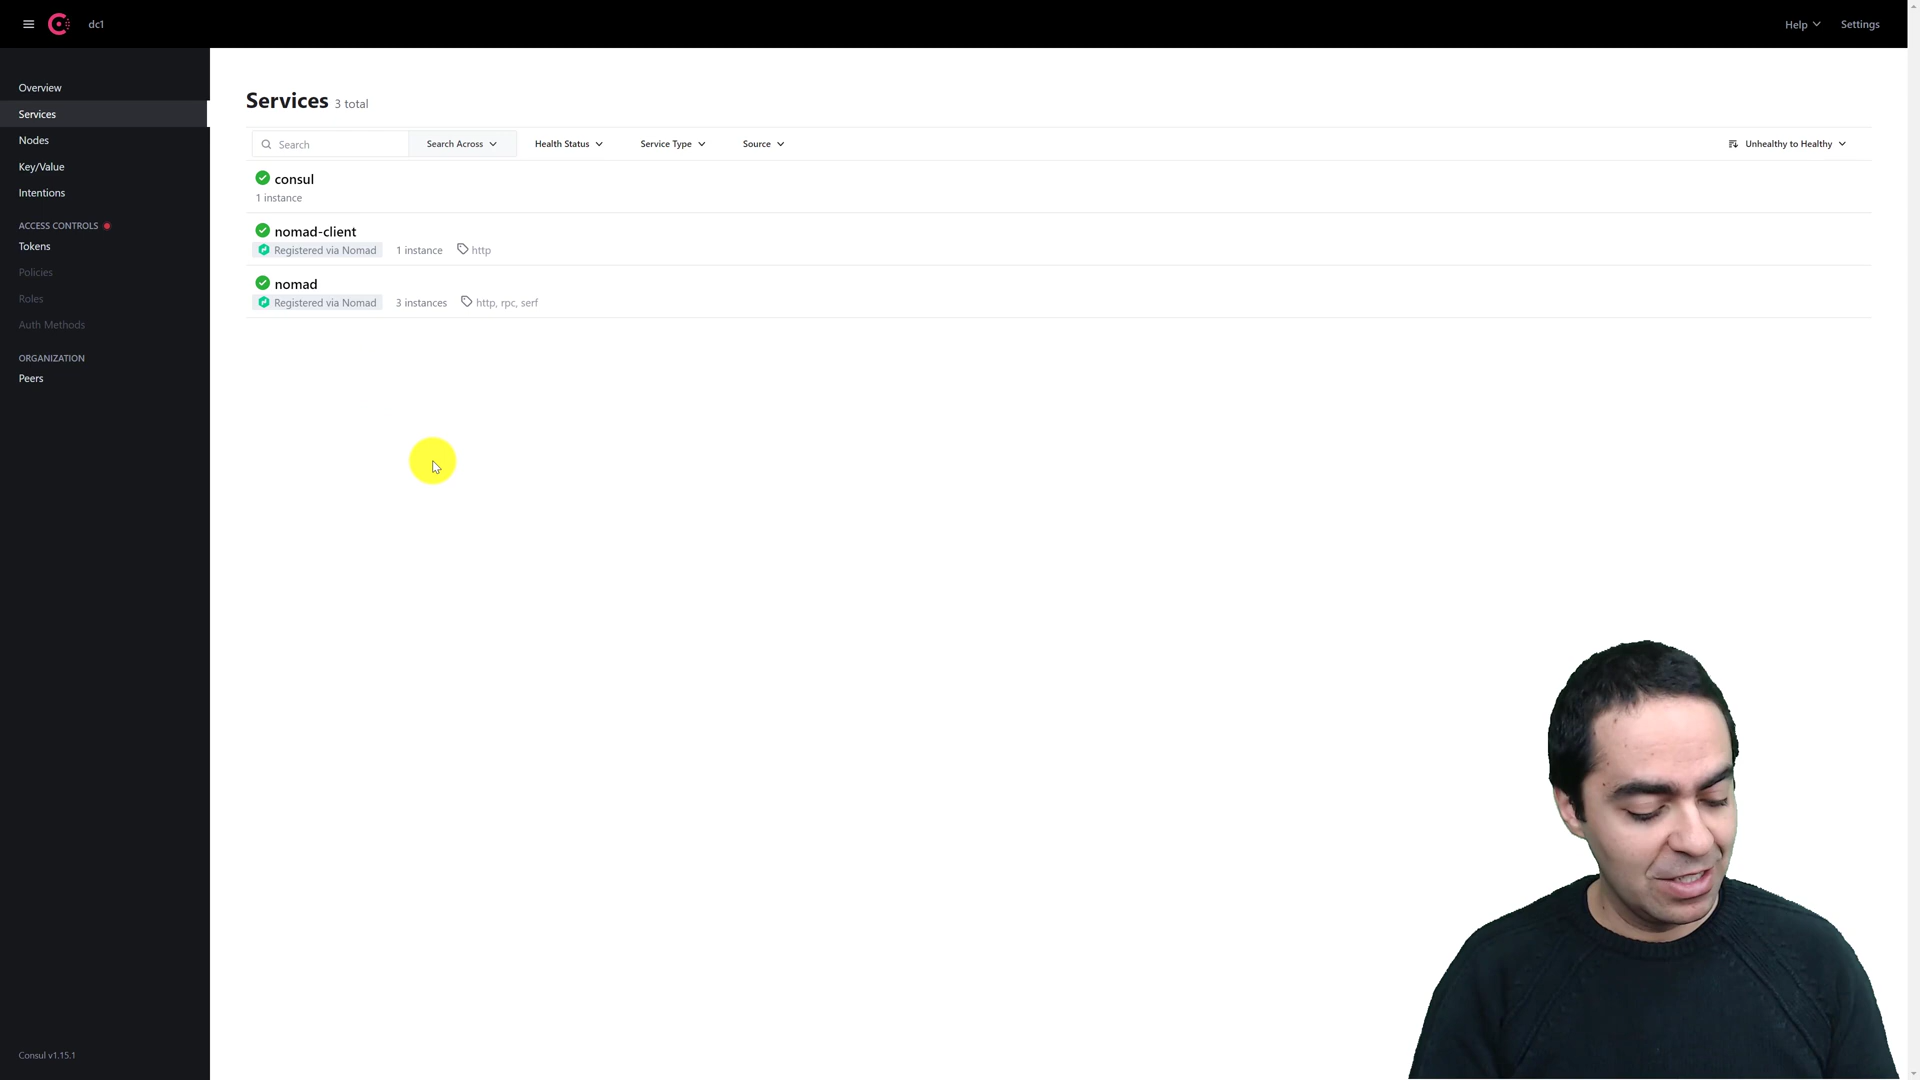 dc1
Help
Settings
Overview
Services
Nodes
Key/Value
Intentions
ACCESS CONTROLS
Tokens
Policies
Roles
Auth Methods
ORGANIZATION
Peers
Consul v1.15.1
Services 3 total
Search
Search Across
Health Status
Service Type
Source
Unhealthy to Healthy
consul
1 instance
nomad-client
Registered via Nomad 1 instance http
nomad
Registered via Nomad 3 instances http, rpc, serf